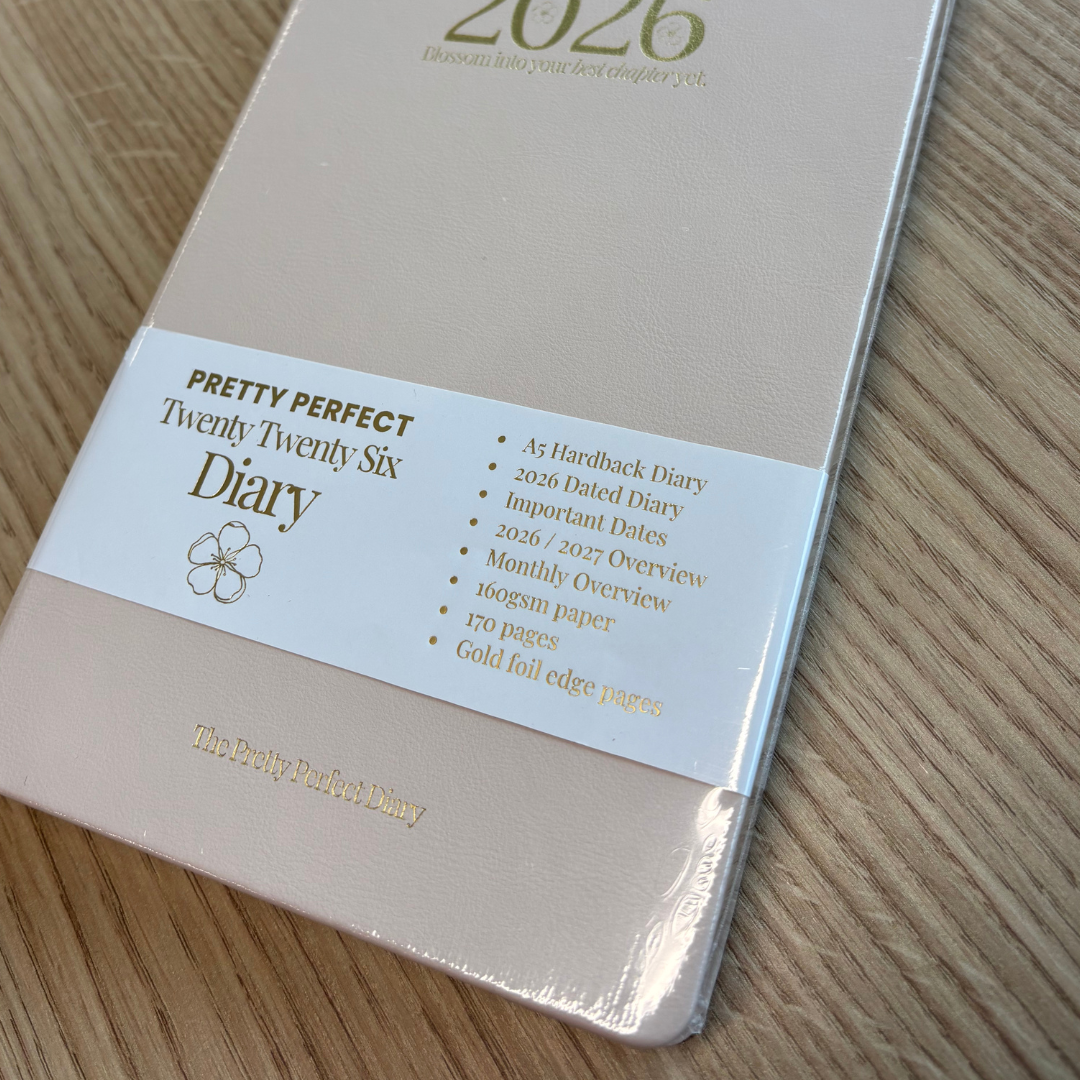 2026
Blossom into your best chapter yet.
PRETTY PERFECT
Twenty Twenty Six
Diary
• A5 Hardback Diary
• 2026 Dated Diary
• Important Dates
• 2026 / 2027 Overview
• Monthly Overview
• 160gsm paper
• 170 pages
• Gold foil edge pages
The Pretty Perfect Diary